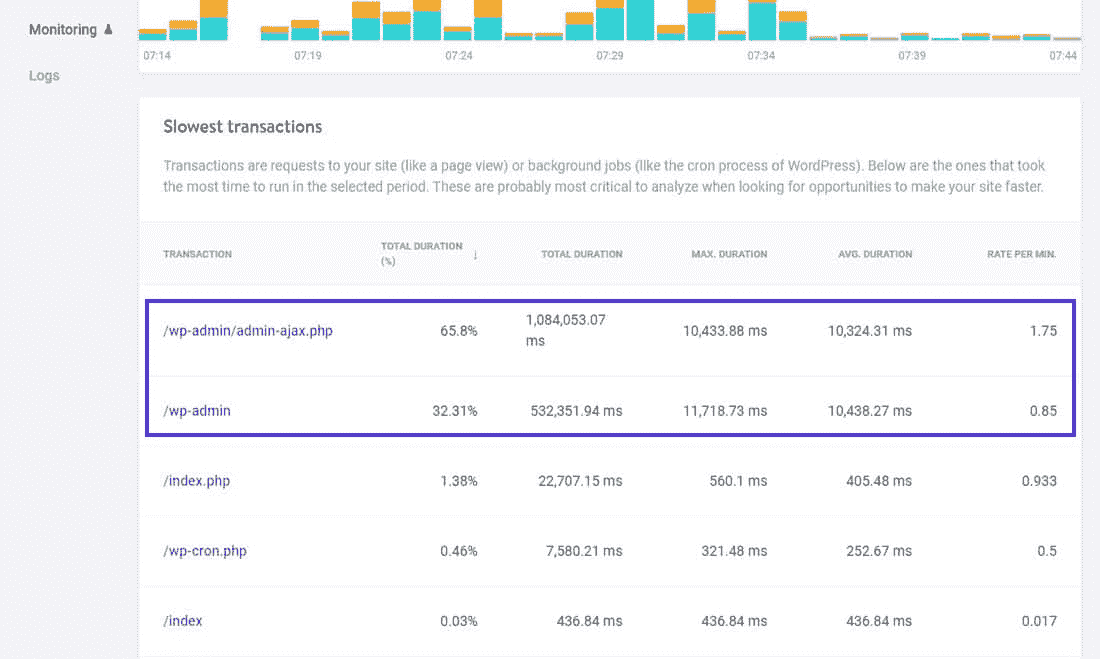 Monitoring
07:14 07:19 07:24 07:29 07:34 07:39 07:44
Logs
Slowest transactions
Transactions are requests to your site (like a page view) or background jobs (like the cron process of WordPress). Below are the ones that took
the most time to run in the selected period. These are probably most critical to analyze when looking for opportunities to make your site faster.
TRANSACTION TOTAL DURATION (%) ↓ TOTAL DURATION MAX. DURATION AVG. DURATION RATE PER MIN.
/wp-admin/admin-ajax.php 65.8% 1,084,053.07 ms 10,433.88 ms 10,324.31 ms 1.75
/wp-admin 32.31% 532,351.94 ms 11,718.73 ms 10,438.27 ms 0.85
/index.php 1.38% 22,707.15 ms 560.1 ms 405.48 ms 0.933
/wp-cron.php 0.46% 7,580.21 ms 321.48 ms 252.67 ms 0.5
/index 0.03% 436.84 ms 436.84 ms 436.84 ms 0.017